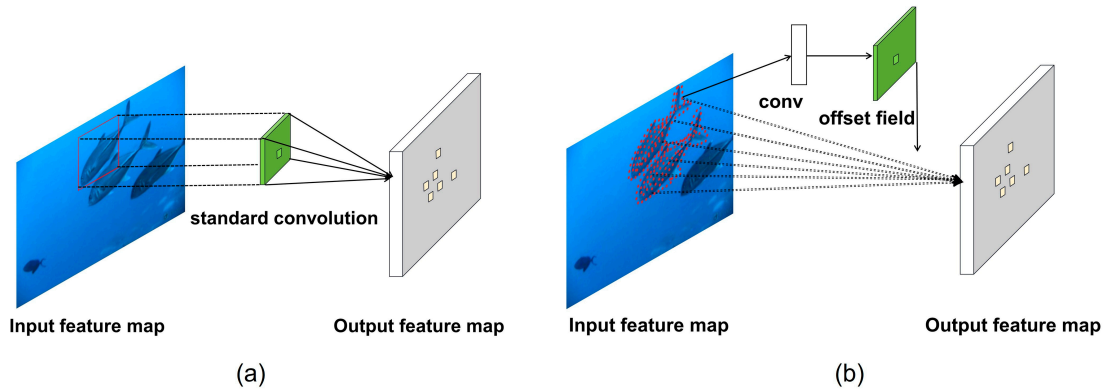 standard convolution
Input feature map
Output feature map
(a)
conv
offset field
Input feature map
Output feature map
(b)